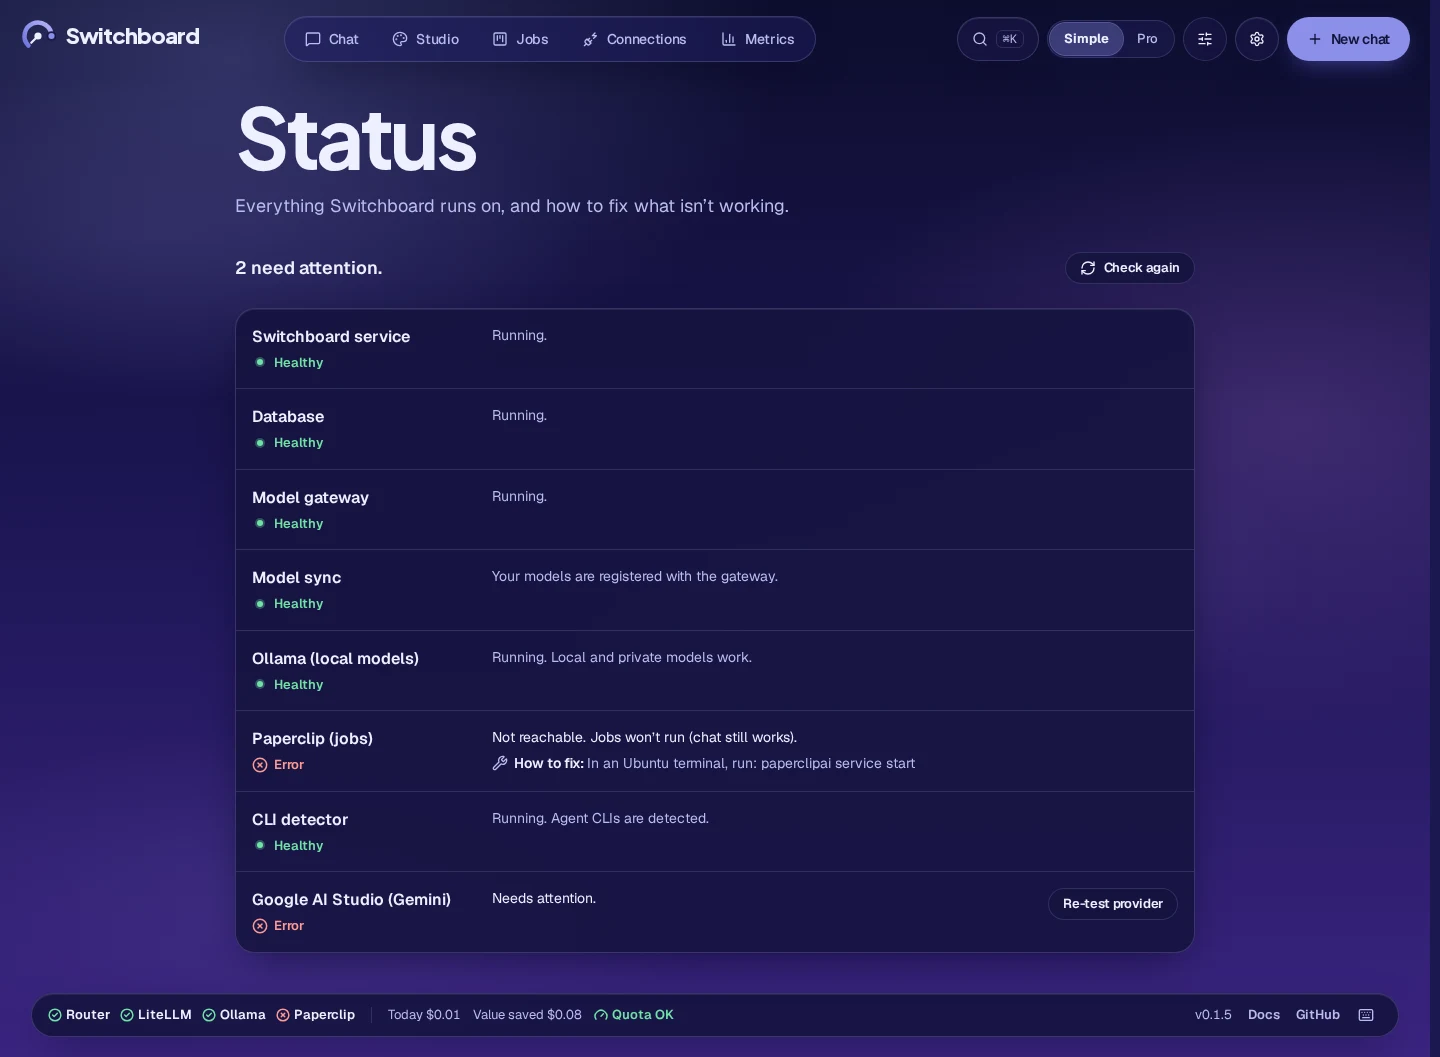 Switchboard
Chat
Studio
Jobs
Connections
Metrics
⌘K
Simple
Pro
New chat
Status
Everything Switchboard runs on, and how to fix what isn’t working.
2 need attention.
Check again
Switchboard service
Running.
Healthy
Database
Running.
Healthy
Model gateway
Running.
Healthy
Model sync
Your models are registered with the gateway.
Healthy
Ollama (local models)
Running. Local and private models work.
Healthy
Paperclip (jobs)
Not reachable. Jobs won’t run (chat still works).
Error
How to fix: In an Ubuntu terminal, run: paperclipai service start
CLI detector
Running. Agent CLIs are detected.
Healthy
Google AI Studio (Gemini)
Needs attention.
Re-test provider
Error
Router
LiteLLM
Ollama
Paperclip
Today $0.01
Value saved $0.08
Quota OK
v0.1.5
Docs
GitHub